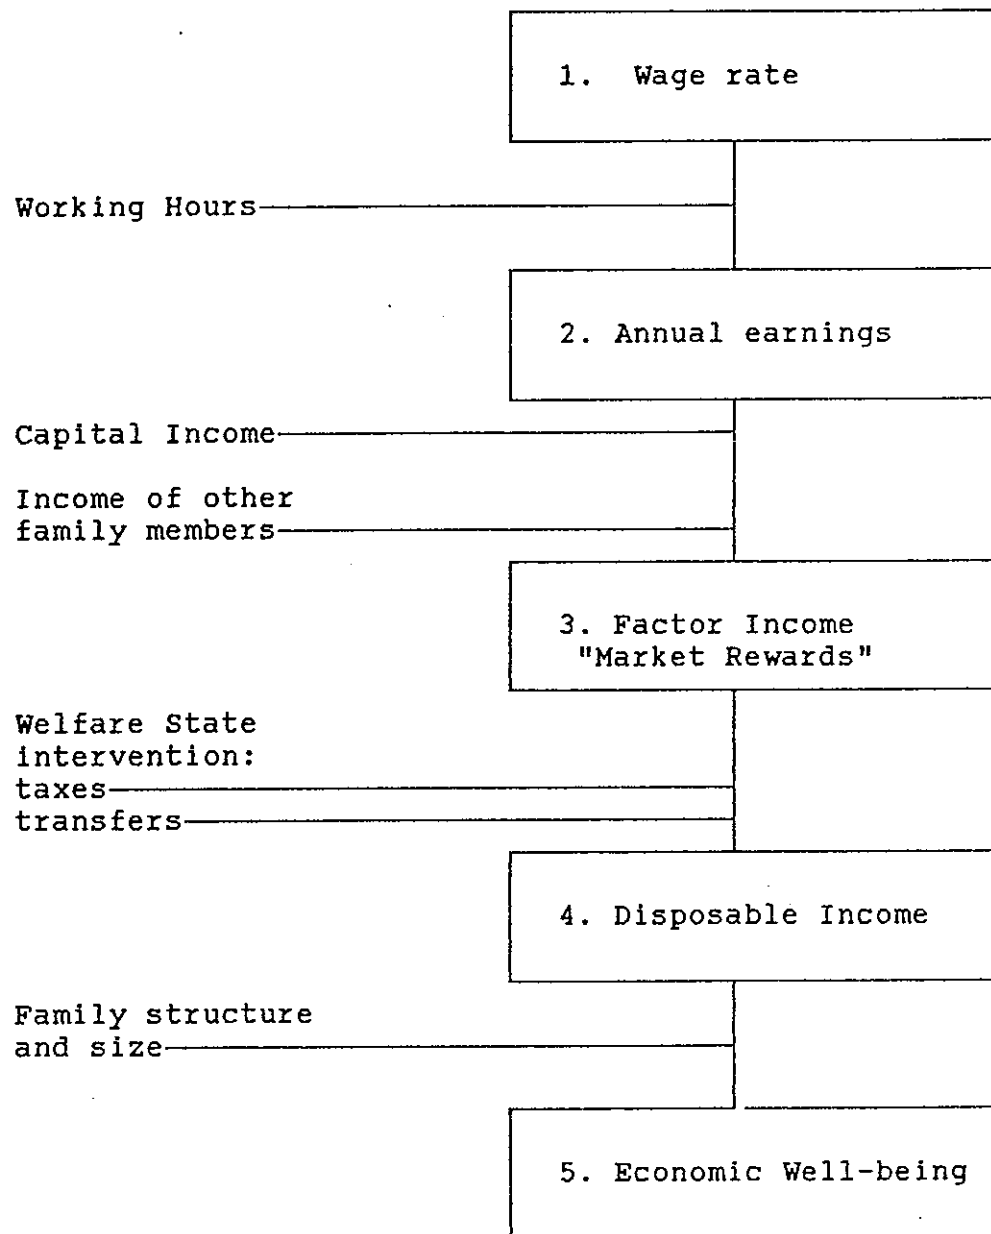 1. Wage rate
Working Hours
2. Annual earnings
Capital Income
Income of other
family members
3. Factor Income
"Market Rewards"
Welfare State
intervention:
taxes
transfers
4. Disposable Income
Family structure
and size
5. Economic Well-being